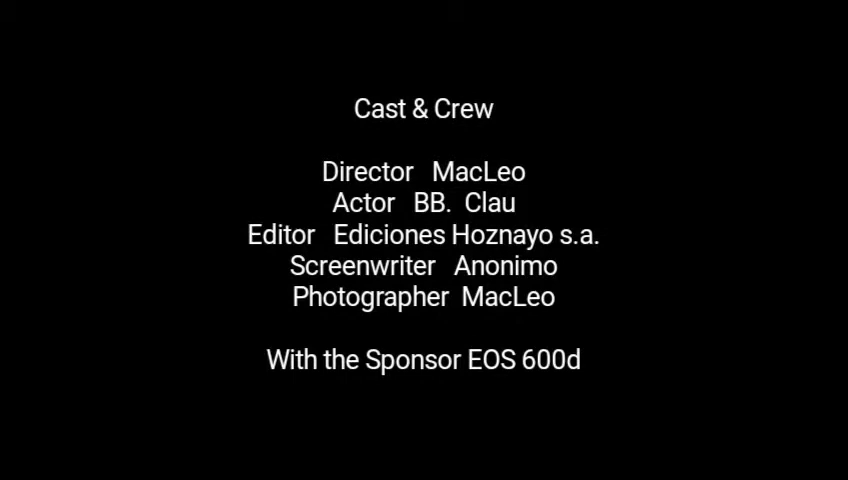 Cast & Crew
Director MacLeo
Actor BB. Clau
Editor Ediciones Hoznayo s.a.
Screenwriter Anonimo
Photographer MacLeo
With the Sponsor EOS 600d